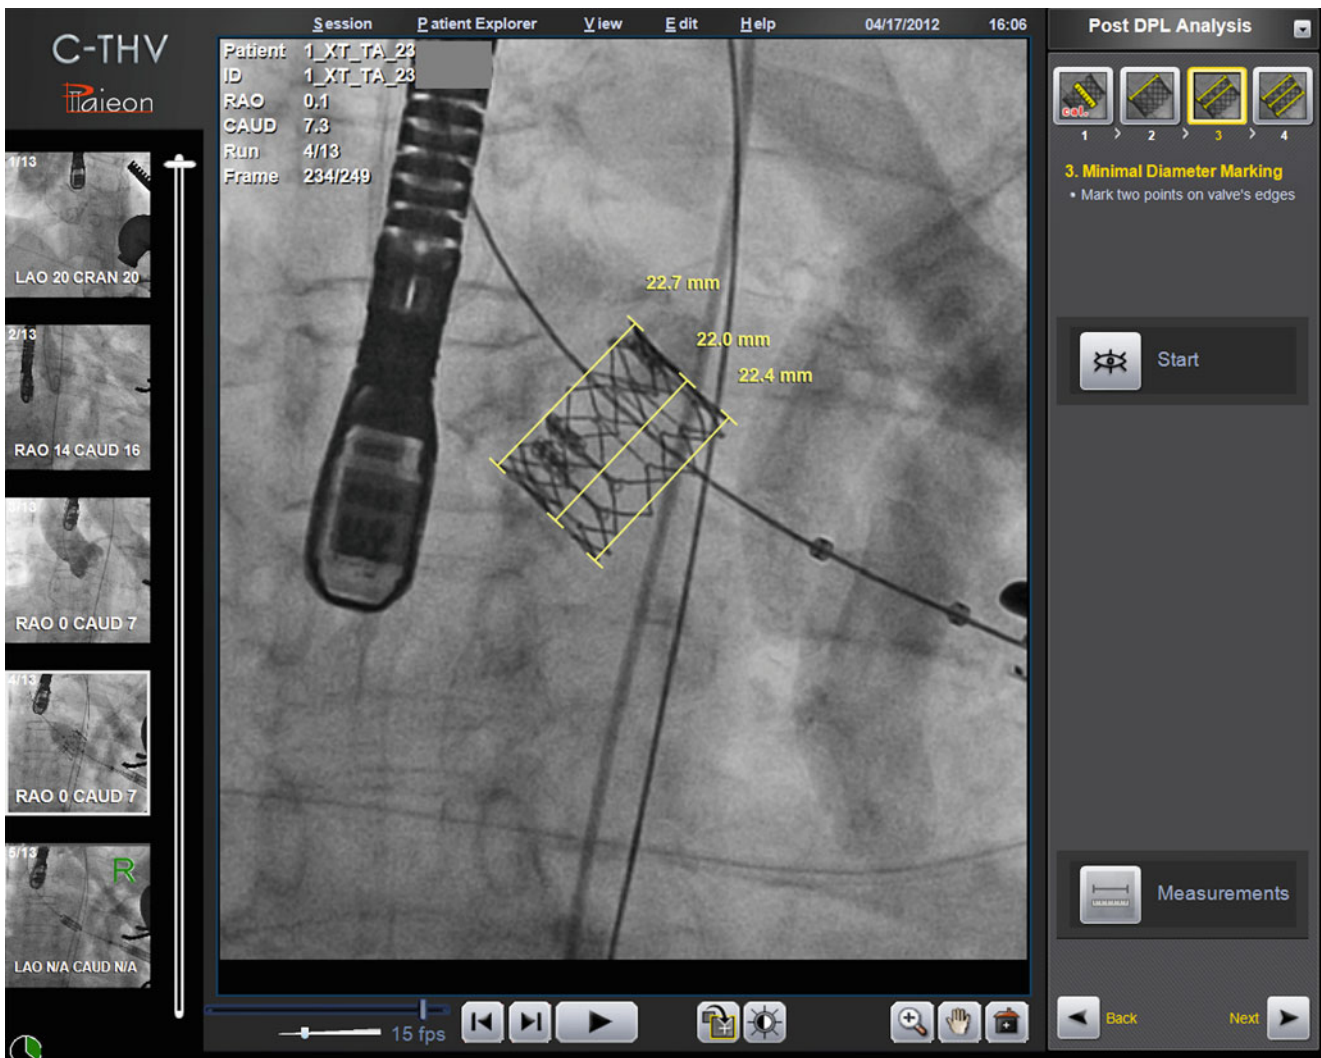 C-THV
Paieon
Session Patient Explorer View Edit Help 04/17/2012 16:06
Patient 1_XT_TA_23
ID 1_XT_TA_23
RAO 0.1
CAUD 7.3
Run 4/13
Frame 234/249
1/13
LAO 20 CRAN 20
2/13
RAO 14 CAUD 16
3/13
RAO 0 CAUD 7
4/13
RAO 0 CAUD 7
5/13
R
LAO N/A CAUD N/A
22.7 mm
22.0 mm
22.4 mm
15 fps
Post DPL Analysis
cal.
1 > 2 > 3 > 4
3. Minimal Diameter Marking
• Mark two points on valve's edges
Start
Measurements
Back Next